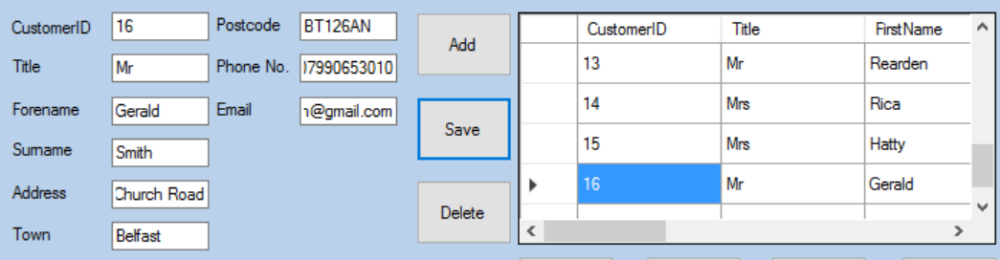 CustomerID 16 Postcode BT126AN
Title Mr Phone No. 07990653010
Forename Gerald Email @gmail.com
Surname Smith
Address Church Road
Town Belfast
Add
Save
Delete
CustomerID Title FirstName
13 Mr Rearden
14 Mrs Rica
15 Mrs Hatty
16 Mr Gerald